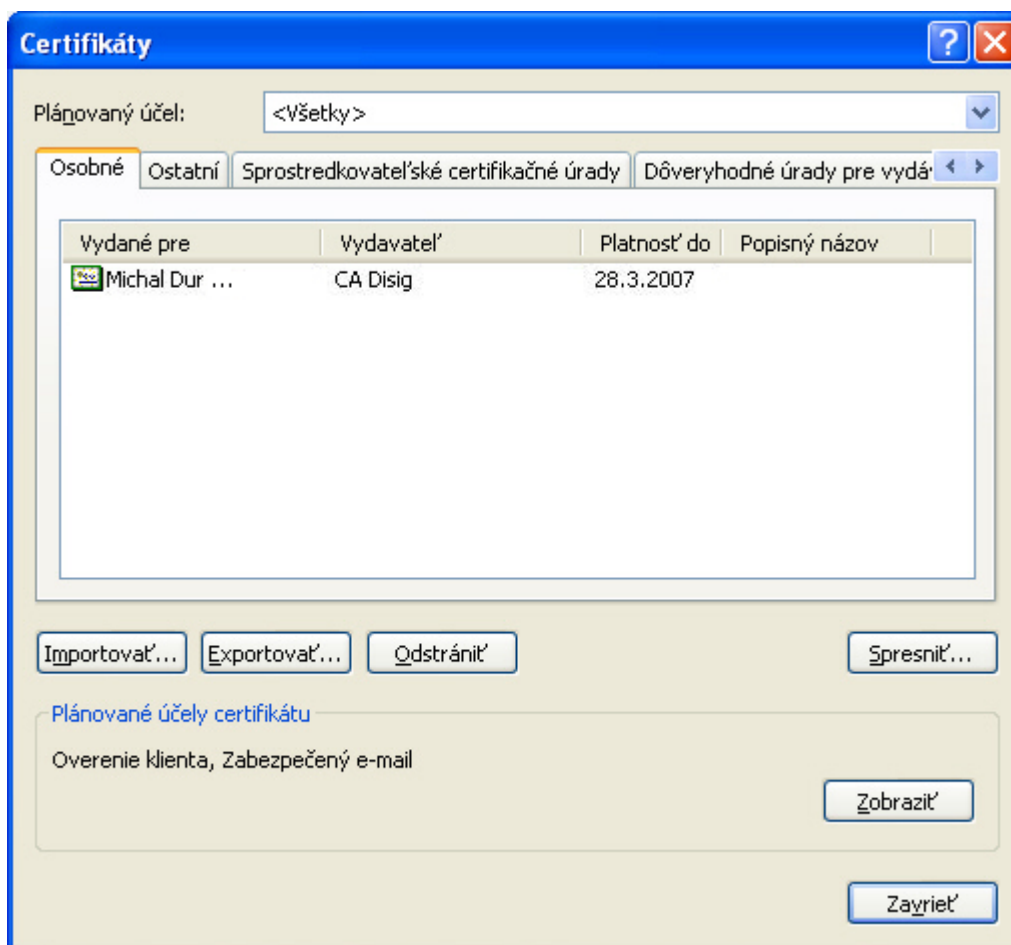 Certifikáty
Plánovaný účel: <Všetky>
Osobné Ostatní Sprostredkovateľské certifikačné úrady Dôveryhodné úrady pre vydá
Vydané pre Vydavateľ Platnosť do Popisný názov
Michal Dur ... CA Disig 28.3.2007
Importovať... Exportovať... Odstrániť Spresniť...
Plánované účely certifikátu
Overenie klienta, Zabezpečený e-mail
Zobraziť
Zavrieť